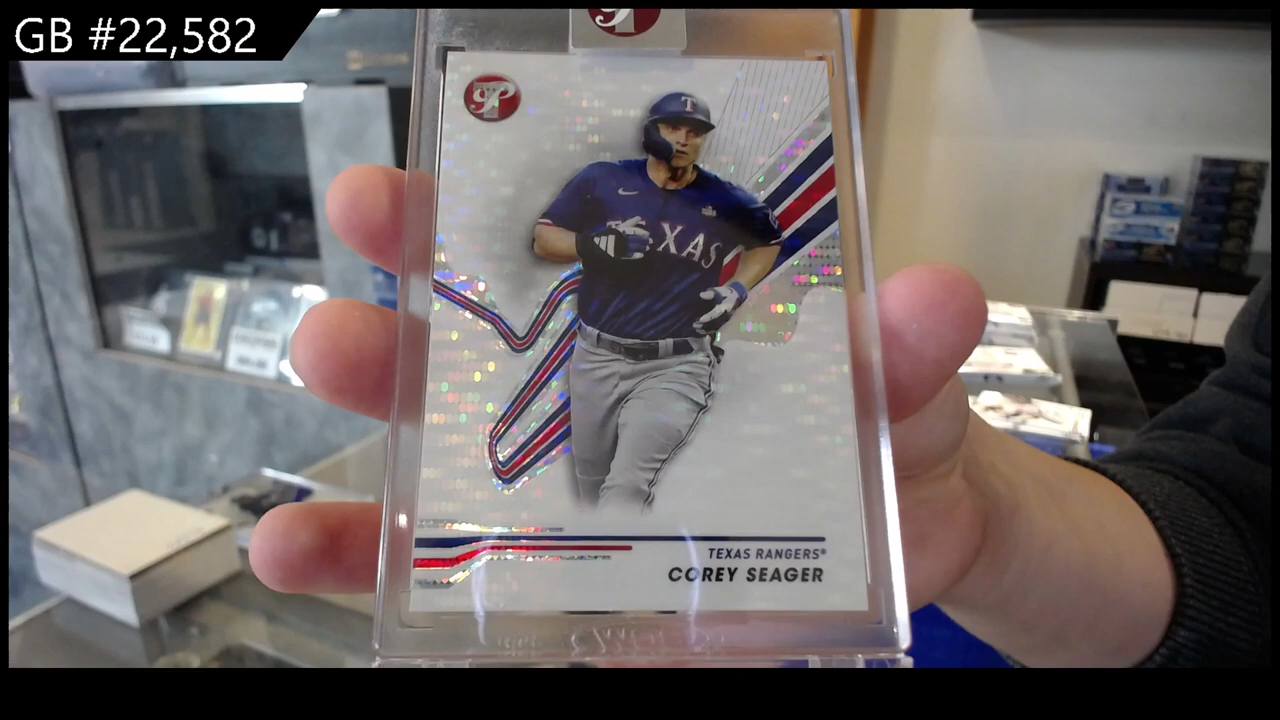 GB #22,582
T
TEXAS
TEXAS RANGERS®
COREY SEAGER